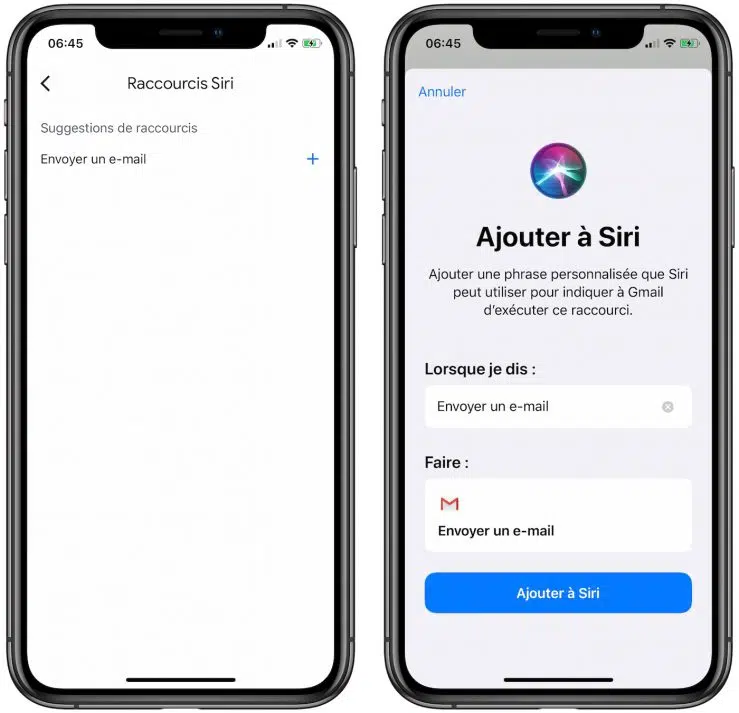 06:45
Raccourcis Siri
Suggestions de raccourcis
Envoyer un e-mail
06:45
Annuler
Ajouter à Siri
Ajouter une phrase personnalisée que Siri
peut utiliser pour indiquer à Gmail
d'exécuter ce raccourci.
Lorsque je dis :
Envoyer un e-mail
Faire :
Envoyer un e-mail
Ajouter à Siri